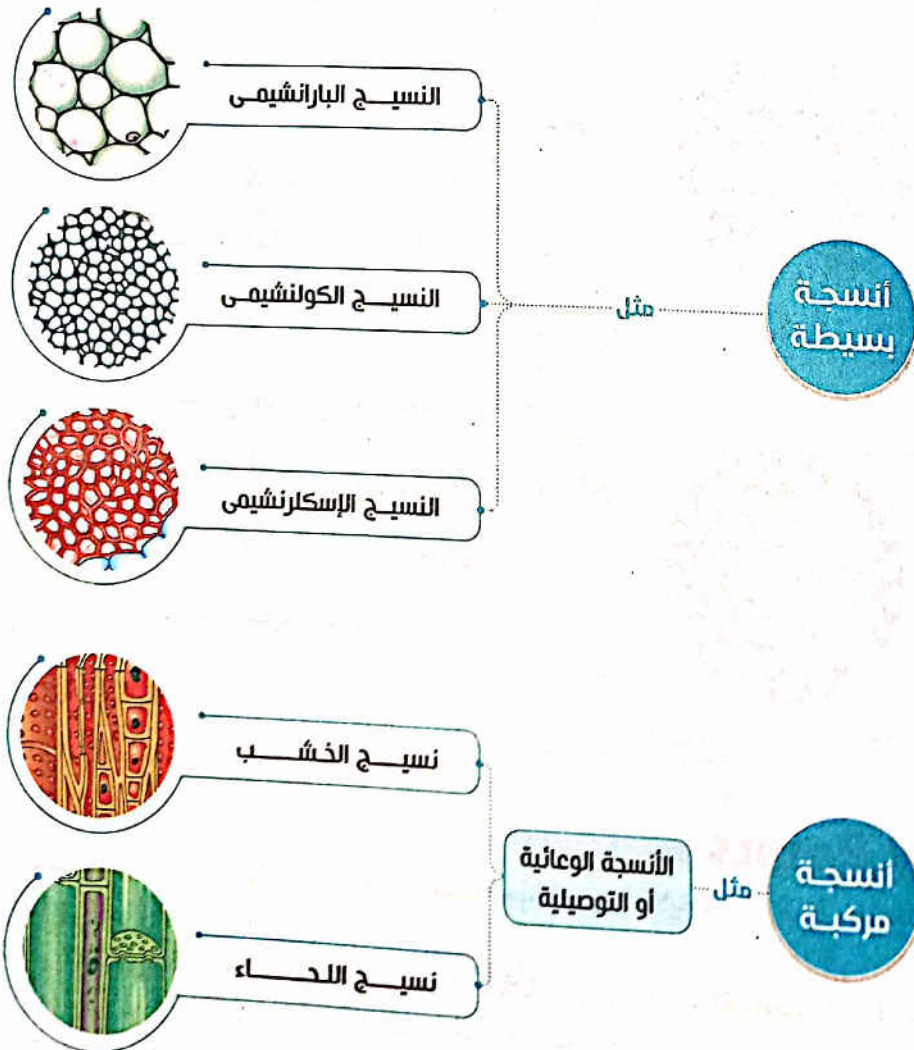 أنسجة
بسيطة
مثل
النسيج البارانشيمى
النسيج الكولنشيمى
النسيج الإسكلرنشيمى
أنسجة
مركبة
مثل
الأنسجة الوعائية
أو التوصيلية
نسيج الخشب
نسيج اللحاء